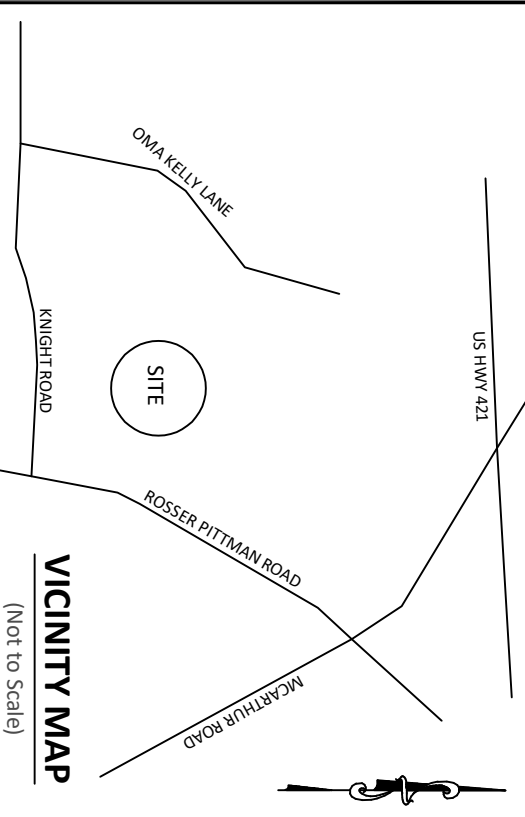 US HWY 421
OMA KELLY LANE
MCARTHUR ROAD
ROSSER PITTMAN ROAD
SITE
KNIGHT ROAD
VICINITY MAP
(Not to Scale)